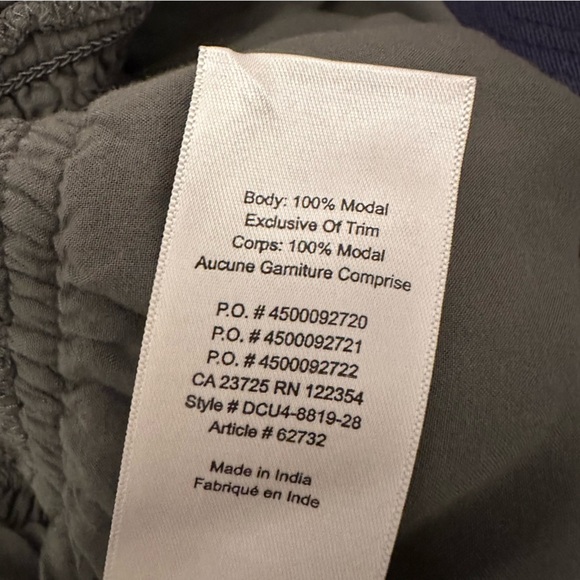 Body: 100% Modal
Exclusive Of Trim
Corps: 100% Modal
Aucune Garniture Comprise
P.O. # 4500092720
P.O. # 4500092721
P.O. # 4500092722
CA 23725 RN 122354
Style # DCU4-8819-28
Article # 62732
Made in India
Fabriqué en Inde